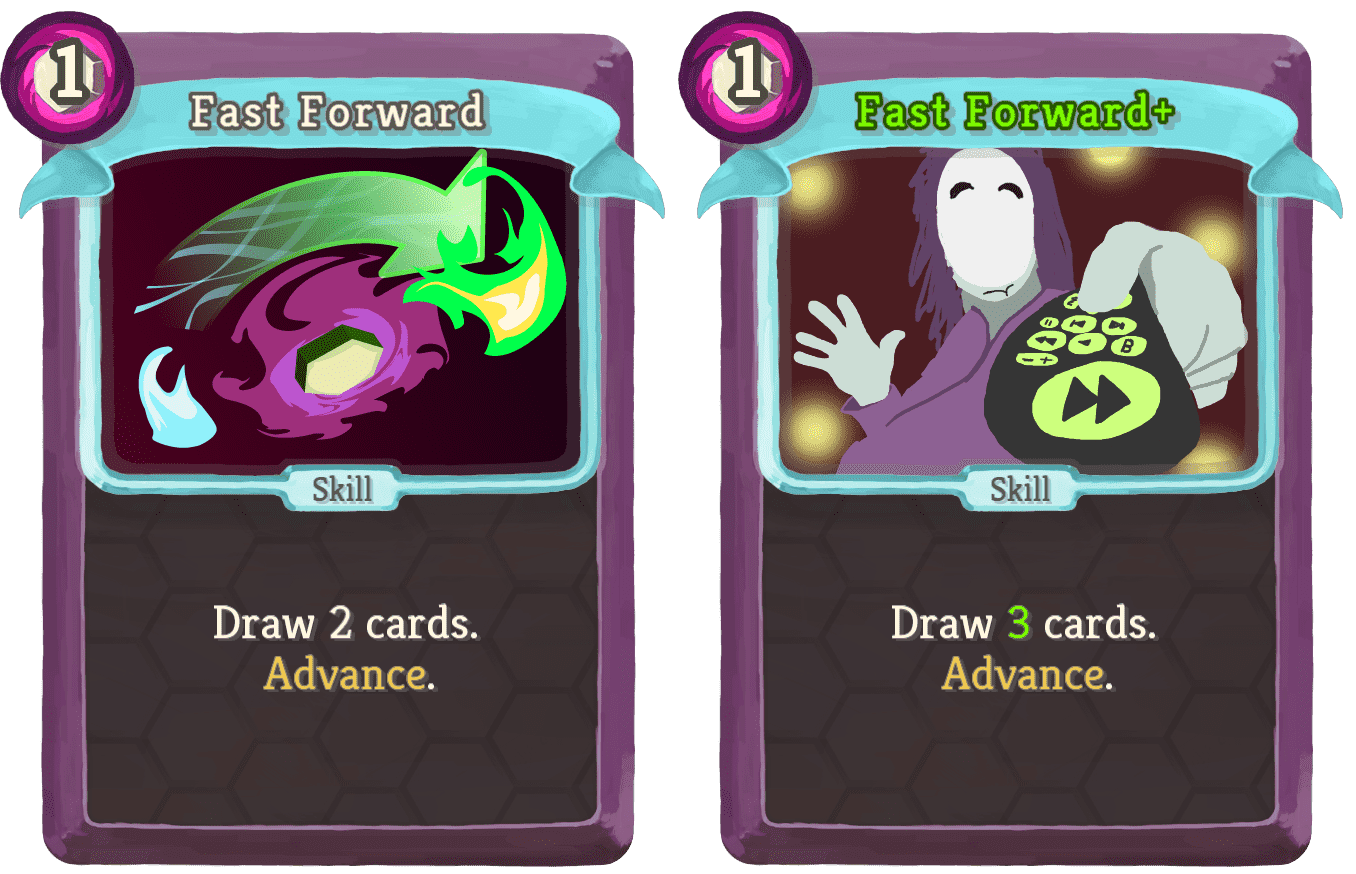 1
Fast Forward
Skill
Draw 2 cards.
Advance.
1
Fast Forward+
B
Skill
Draw 3 cards.
Advance.